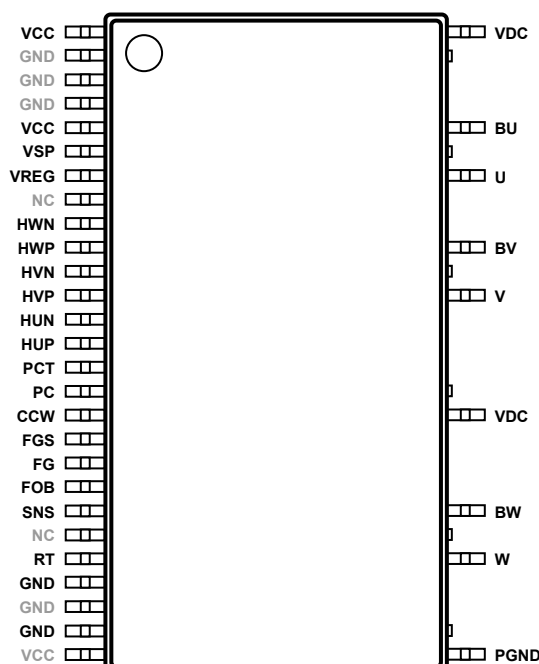 VCC
GND
GND
GND
VCC
VSP
VREG
NC
HWN
HWP
HVN
HVP
HUN
HUP
PCT
PC
CCW
FGS
FG
FOB
SNS
NC
RT
GND
GND
GND
VCC
VDC
BU
U
BV
V
VDC
BW
W
PGND